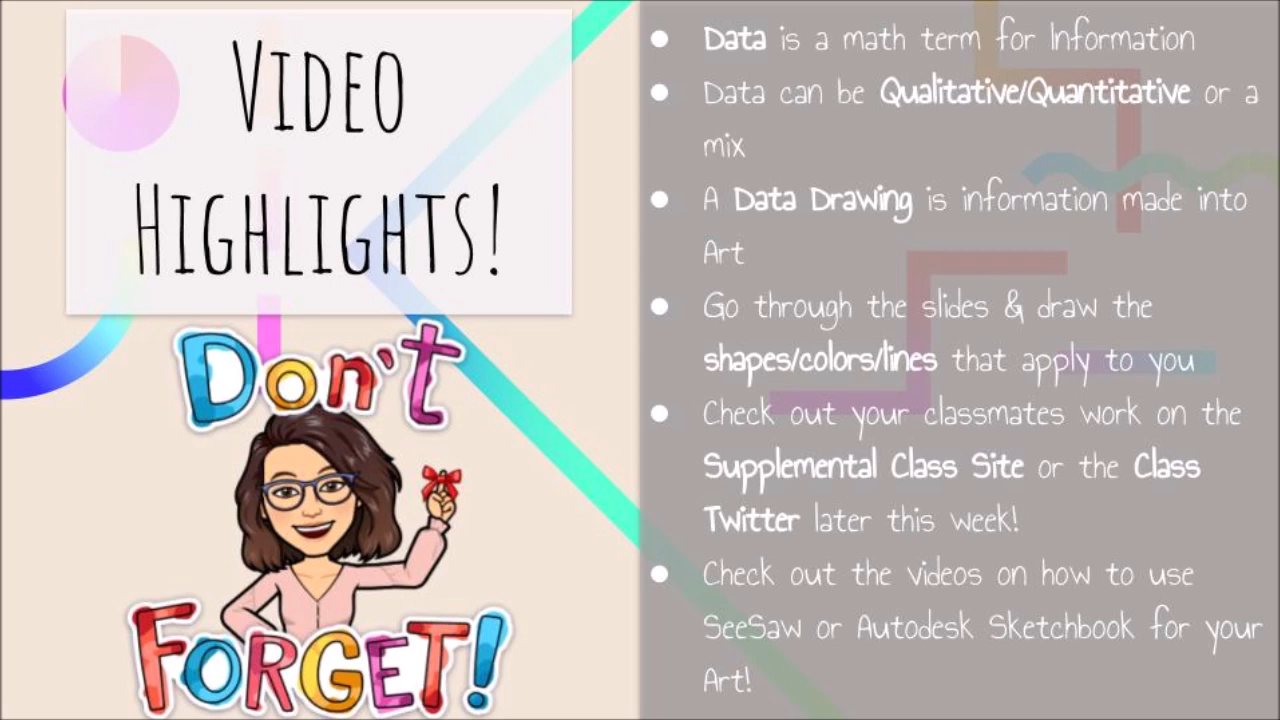 VIDEO
HIGHLIGHTS!
Don't
FORGET!
Data is a math term for Information
Data can be Qualitative/Quantitative or a
mix
A Data Drawing is information made into
Art
Go through the slides & draw the
shapes/colors/lines that apply to you
Check out your classmates work on the
Supplemental Class Site or the Class
Twitter later this week!
Check out the videos on how to use
SeeSaw or Autodesk Sketchbook for your
Art!